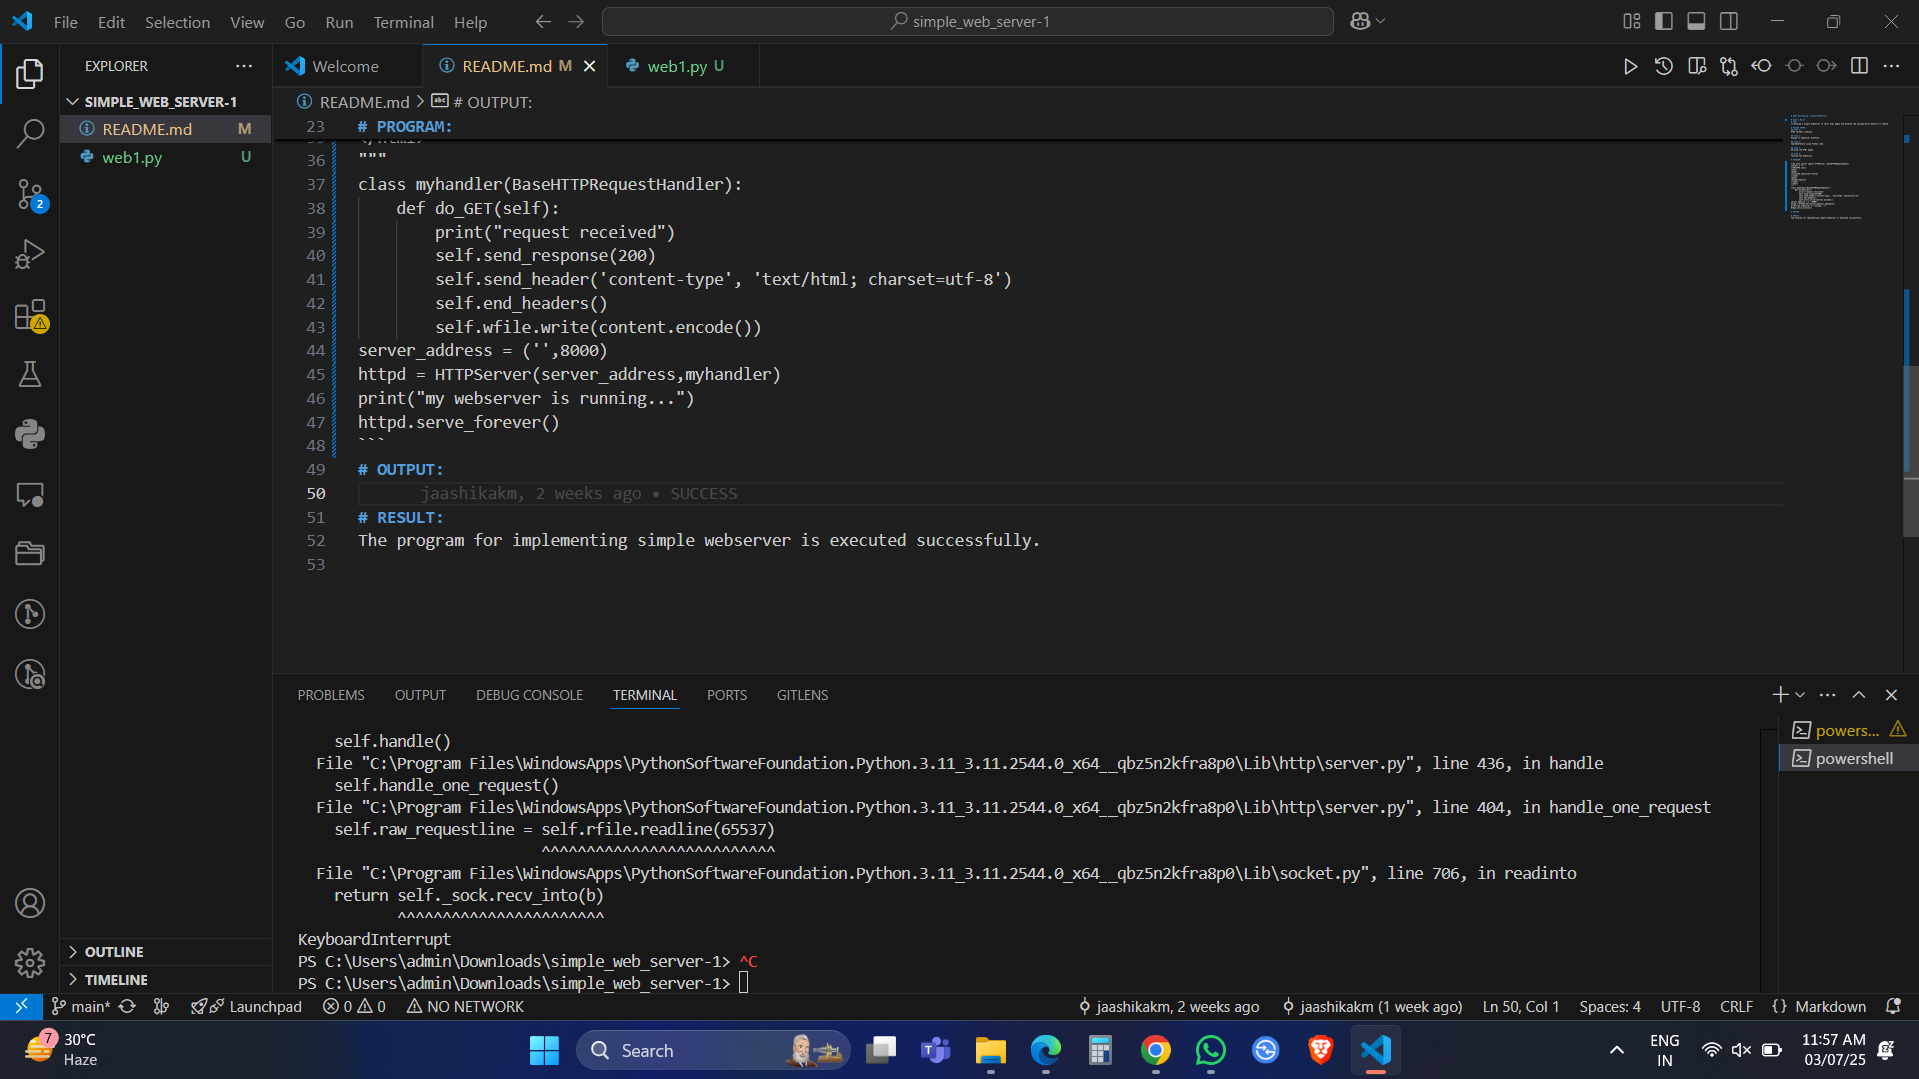 File Edit Selection View Go Run Terminal Help
simple_web_server-1
EXPLORER
SIMPLE_WEB_SERVER-1
README.md M
web1.py U
OUTLINE
TIMELINE
Welcome
README.md M
web1.py U
README.md > # OUTPUT:
23 # PROGRAM:
36 """
37 class myhandler(BaseHTTPRequestHandler):
38 def do_GET(self):
39 print("request received")
40 self.send_response(200)
41 self.send_header('content-type', 'text/html; charset=utf-8')
42 self.end_headers()
43 self.wfile.write(content.encode())
44 server_address = ('',8000)
45 httpd = HTTPServer(server_address,myhandler)
46 print("my webserver is running...")
47 httpd.serve_forever()
48 ```
49 # OUTPUT:
50 jaashikakm, 2 weeks ago • SUCCESS
51 # RESULT:
52 The program for implementing simple webserver is executed successfully.
53
PROBLEMS OUTPUT DEBUG CONSOLE TERMINAL PORTS GITLENS
self.handle()
File "C:\Program Files\WindowsApps\PythonSoftwareFoundation.Python.3.11_3.11.2544.0_x64__qbz5n2kfra8p0\Lib\http\server.py", line 436, in handle
self.handle_one_request()
File "C:\Program Files\WindowsApps\PythonSoftwareFoundation.Python.3.11_3.11.2544.0_x64__qbz5n2kfra8p0\Lib\http\server.py", line 404, in handle_one_request
self.raw_requestline = self.rfile.readline(65537)
^^^^^^^^^^^^^^^^^^^^^^^^^^
File "C:\Program Files\WindowsApps\PythonSoftwareFoundation.Python.3.11_3.11.2544.0_x64__qbz5n2kfra8p0\Lib\socket.py", line 706, in readinto
return self._sock.recv_into(b)
^^^^^^^^^^^^^^^^^^^^^^^
KeyboardInterrupt
PS C:\Users\admin\Downloads\simple_web_server-1> ^C
PS C:\Users\admin\Downloads\simple_web_server-1>
powers...
powershell
2
main* Launchpad 0 0 NO NETWORK jaashikakm, 2 weeks ago jaashikakm (1 week ago) Ln 50, Col 1 Spaces: 4 UTF-8 CRLF {} Markdown
7
30°C
Haze
Search
ENG
IN
11:57 AM
03/07/25